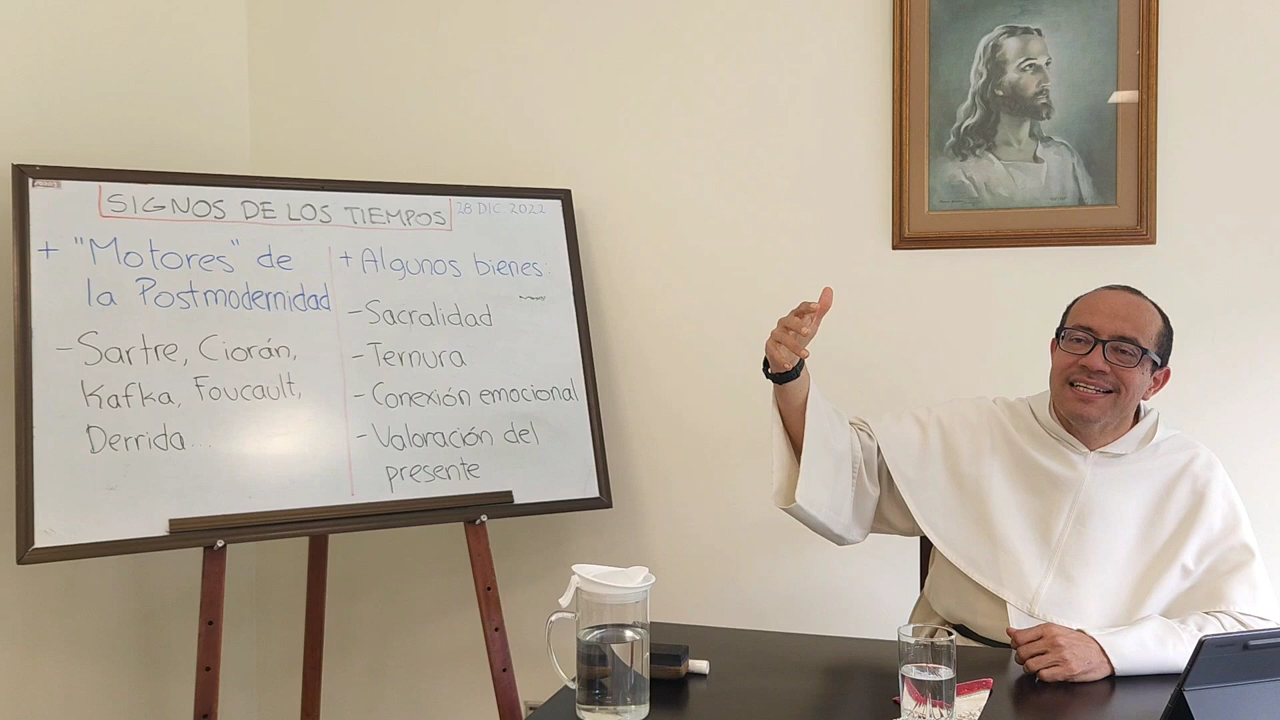 SIGNOS DE LOS TIEMPOS 28 DIC. 2022
+ "Motores" de
la Postmodernidad
- Sartre, Ciorán,
Kafka, Foucault,
Derrida...
+ Algunos bienes:
- Sacralidad
- Ternura
- Conexión emocional
- Valoración del
presente